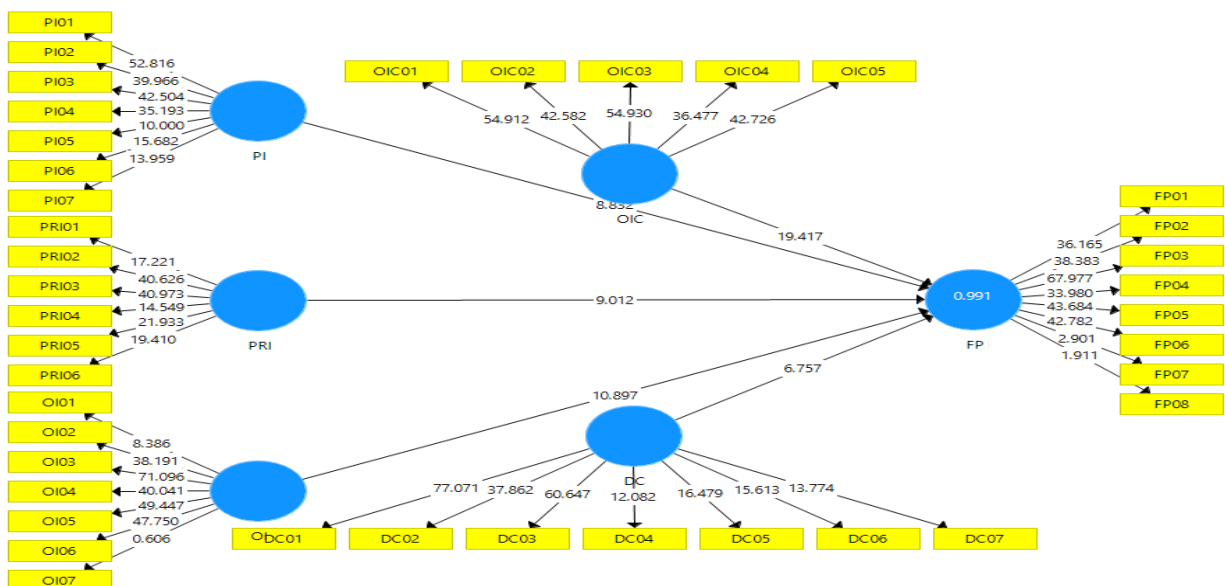 PI01
PI02
PI03
PI04
PI05
PI06
PI07
52.816
39.966
42.504
35.193
10.000
15.682
13.959
PI
OIC01
OIC02
OIC03
OIC04
OIC05
54.912
42.582
54.930
36.477
42.726
OIC
8.832
19.417
PRI01
PRI02
PRI03
PRI04
PRI05
PRI06
17.221
40.626
40.973
14.549
21.933
19.410
PRI
9.012
FP01
FP02
FP03
FP04
FP05
FP06
FP07
FP08
36.165
38.383
67.977
33.980
43.684
42.782
2.901
1.911
0.991
FP
OI01
OI02
OI03
OI04
OI05
OI06
OI07
8.386
38.191
71.096
40.041
49.447
47.750
0.606
OI
10.897
6.757
DC
77.071
37.862
60.647
12.082
16.479
15.613
13.774
DC01
DC02
DC03
DC04
DC05
DC06
DC07